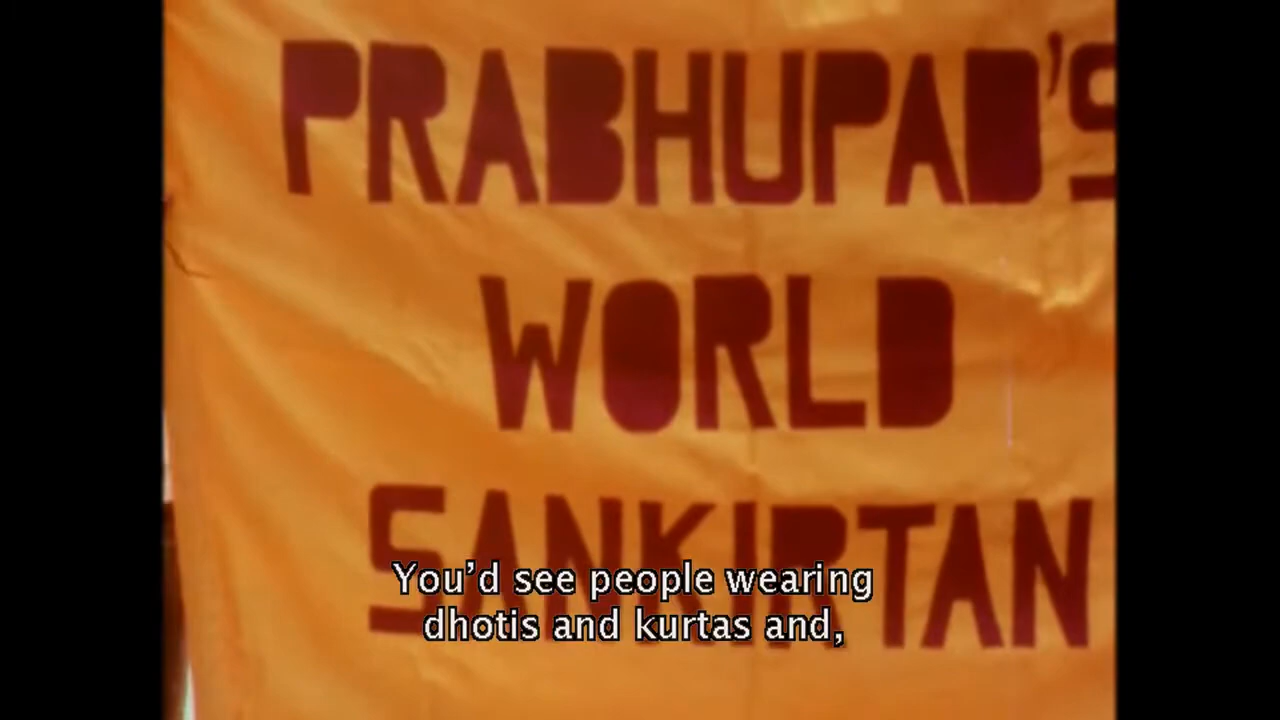 PRABHUPAD'S
WORLD
SANKIRTAN
You'd see people wearing
dhotis and kurtas and,